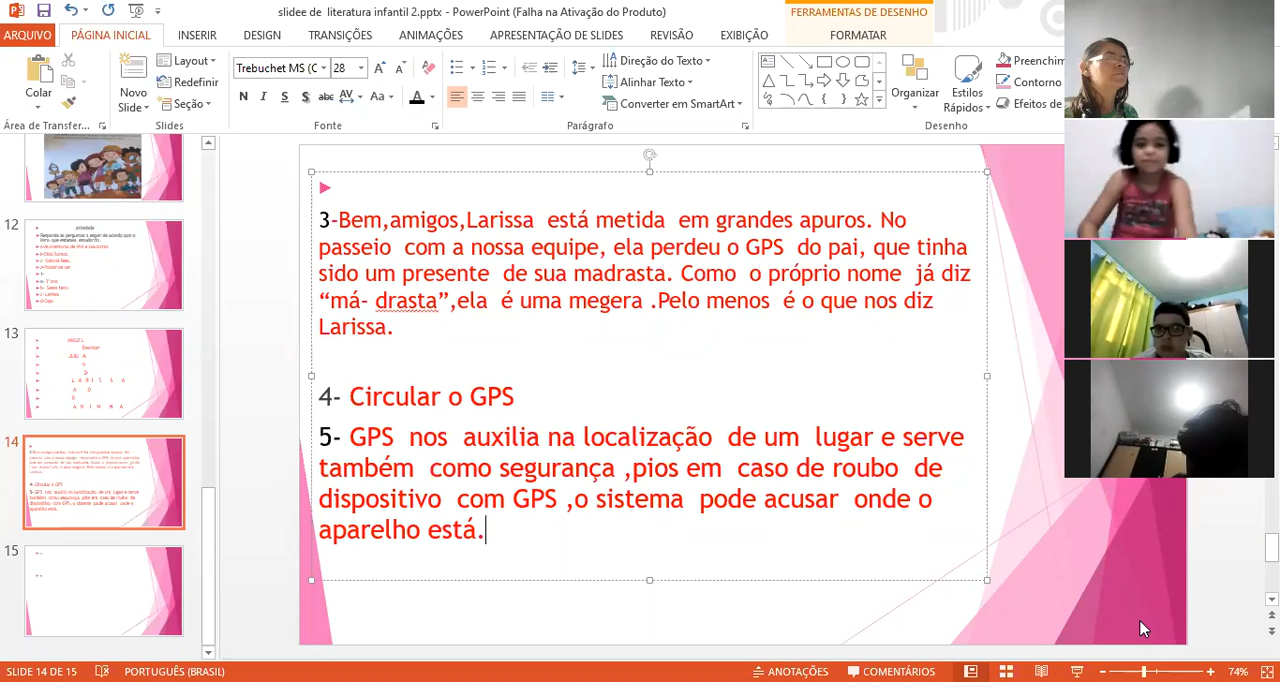 slidee de literatura infantil 2.pptx - PowerPoint (Falha na Ativação do Produto)
FERRAMENTAS DE DESENHO
ARQUIVO PÁGINA INICIAL INSERIR DESIGN TRANSIÇÕES ANIMAÇÕES APRESENTAÇÃO DE SLIDES REVISÃO EXIBIÇÃO FORMATAR
Colar
Novo
Slide
Layout
Redefinir
Seção
Trebuchet MS (C 28
N I S S abc AV Aa A
Direção do Texto
Alinhar Texto
Converter em SmartArt
Organizar
Estilos
Rápidos
Preenchim
Contorno
Efeitos de
Área de Transfer... Slides Fonte Parágrafo Desenho
12
13
14
15
3-Bem,amigos,Larissa está metida em grandes apuros. No
passeio com a nossa equipe, ela perdeu o GPS do pai, que tinha
sido um presente de sua madrasta. Como o próprio nome já diz
“má- drasta”,ela é uma megera .Pelo menos é o que nos diz
Larissa.
4- Circular o GPS
5- GPS nos auxilia na localização de um lugar e serve
também como segurança ,pios em caso de roubo de
dispositivo com GPS ,o sistema pode acusar onde o
aparelho está.
SLIDE 14 DE 15 PORTUGUÊS (BRASIL) ANOTAÇÕES COMENTÁRIOS 74%